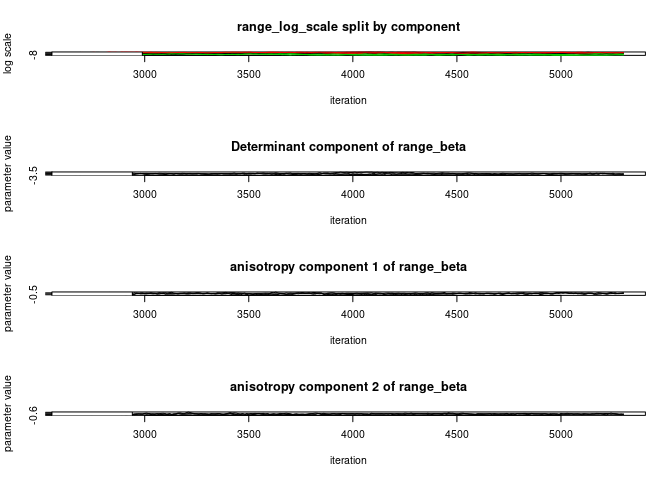 range_log_scale split by component
log scale
-8
3000 3500 4000 4500 5000
iteration
Determinant component of range_beta
parameter value
-3.5
3000 3500 4000 4500 5000
iteration
anisotropy component 1 of range_beta
parameter value
-0.5
3000 3500 4000 4500 5000
iteration
anisotropy component 2 of range_beta
parameter value
-0.6
3000 3500 4000 4500 5000
iteration